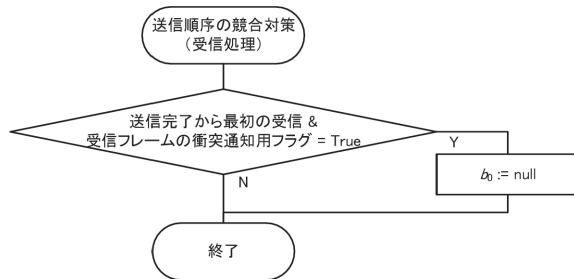 送信順序の競合対策
(受信処理)
送信完了から最初の受信 &
受信フレームの衝突通知用フラグ = True
Y
N
b₀ := null
終了